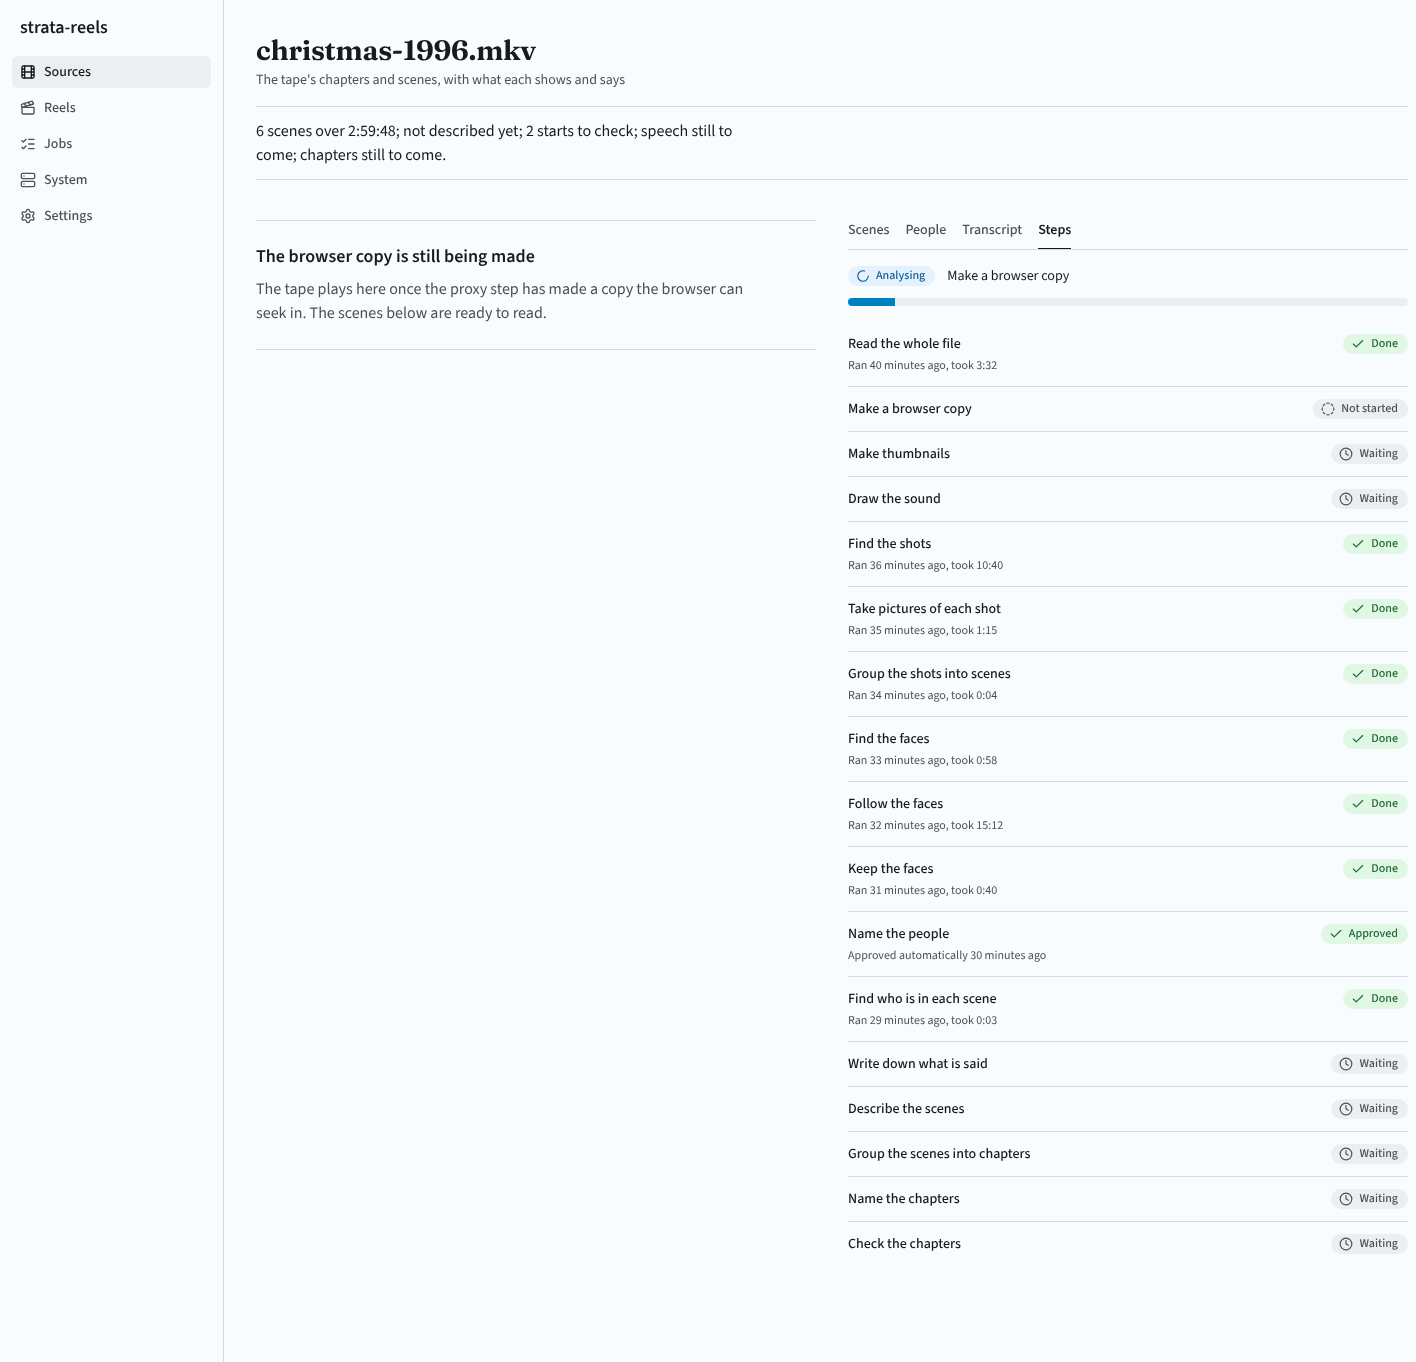 strata-reels
Sources
Reels
Jobs
System
Settings
christmas-1996.mkv
The tape's chapters and scenes, with what each shows and says
6 scenes over 2:59:48; not described yet; 2 starts to check; speech still to
come; chapters still to come.
The browser copy is still being made
The tape plays here once the proxy step has made a copy the browser can
seek in. The scenes below are ready to read.
Scenes People Transcript Steps
Analysing Make a browser copy
Read the whole file Done
Ran 40 minutes ago, took 3:32
Make a browser copy Not started
Make thumbnails Waiting
Draw the sound Waiting
Find the shots Done
Ran 36 minutes ago, took 10:40
Take pictures of each shot Done
Ran 35 minutes ago, took 1:15
Group the shots into scenes Done
Ran 34 minutes ago, took 0:04
Find the faces Done
Ran 33 minutes ago, took 0:58
Follow the faces Done
Ran 32 minutes ago, took 15:12
Keep the faces Done
Ran 31 minutes ago, took 0:40
Name the people Approved
Approved automatically 30 minutes ago
Find who is in each scene Done
Ran 29 minutes ago, took 0:03
Write down what is said Waiting
Describe the scenes Waiting
Group the scenes into chapters Waiting
Name the chapters Waiting
Check the chapters Waiting